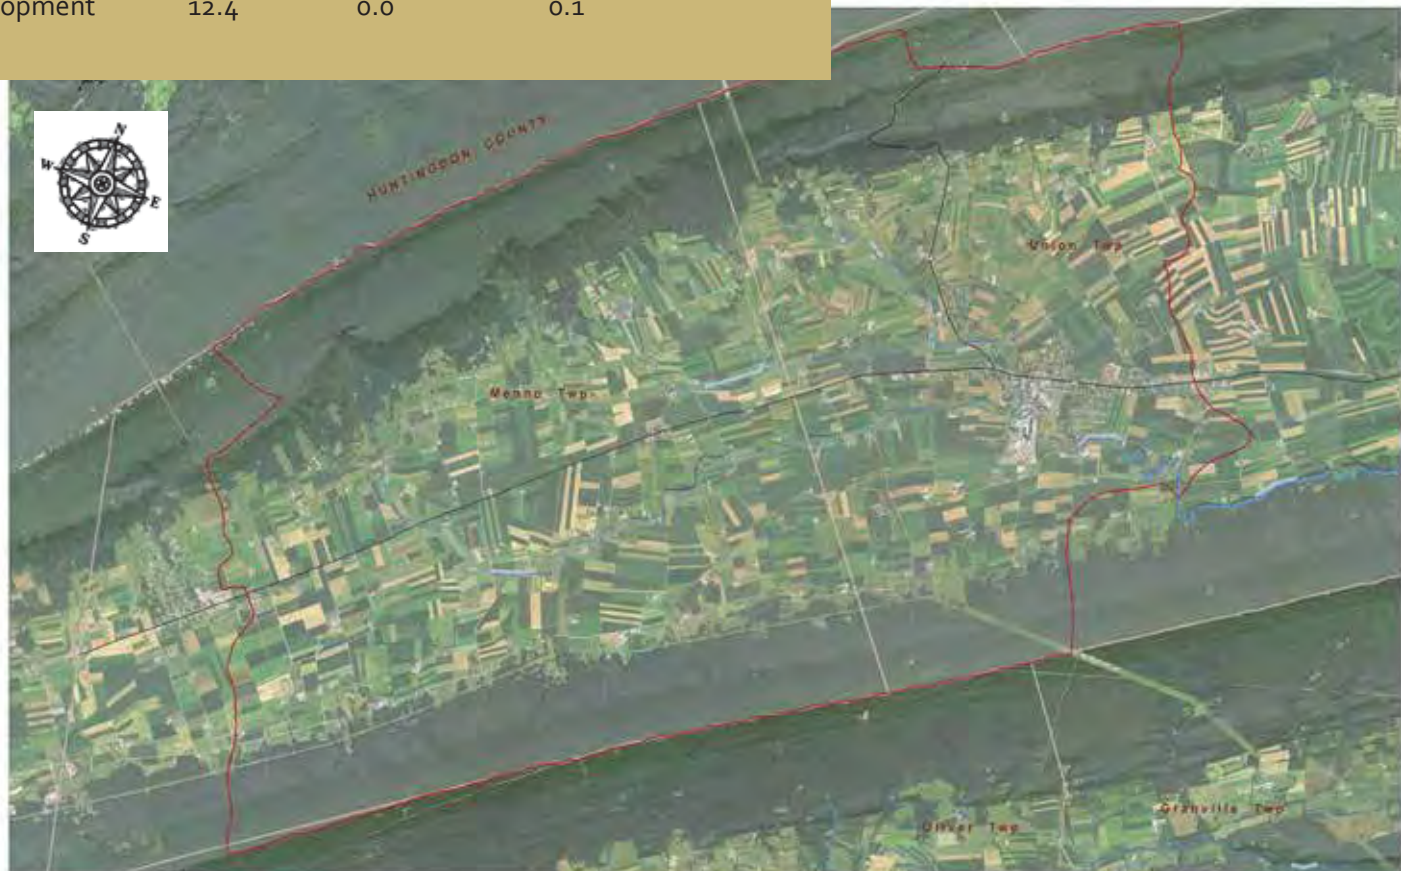 opment 12.4 0.0 0.1
N
W
E
S
HUNTINGDON COUNTY
Union Twp
Menno Twp
Granville Twp
Oliver Twp